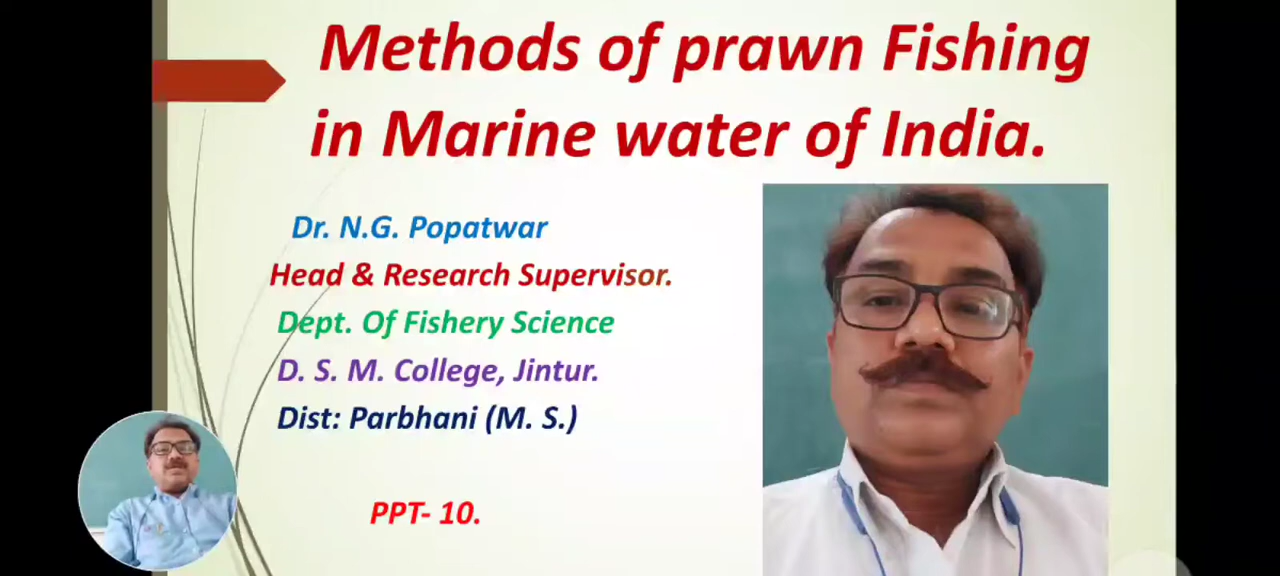 Methods of prawn Fishing
in Marine water of India.
Dr. N.G. Popatwar
Head & Research Supervisor.
Dept. Of Fishery Science
D. S. M. College, Jintur.
Dist: Parbhani (M. S.)
PPT- 10.